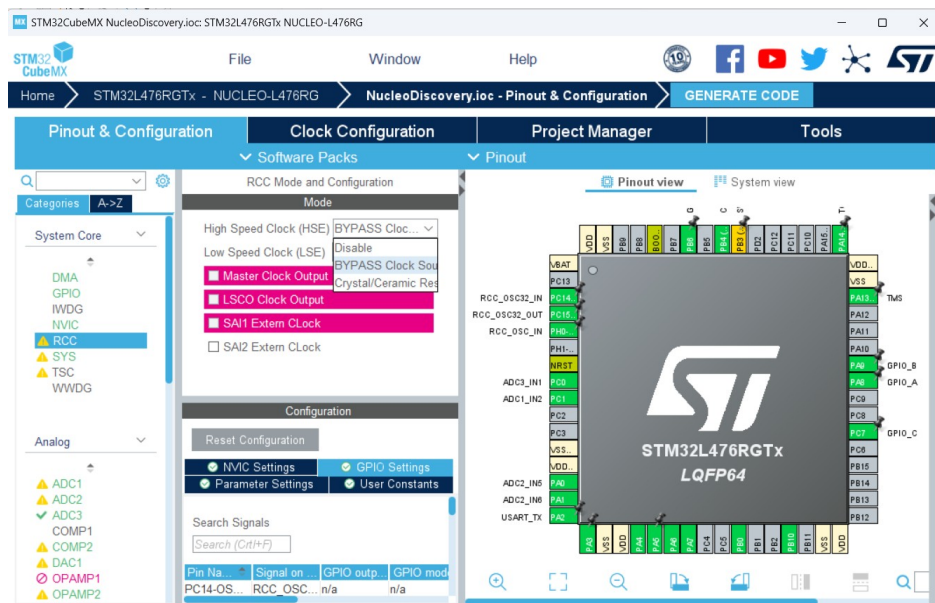 MX STM32CubeMX NucleoDiscovery.ioc: STM32L476RGTx NUCLEO-L476RG
STM32 CubeMX
File Window Help
10
Home STM32L476RGTx - NUCLEO-L476RG NucleoDiscovery.ioc - Pinout & Configuration GENERATE CODE
Pinout & Configuration Clock Configuration Project Manager Tools
Software Packs Pinout
RCC Mode and Configuration
Pinout view System view
Categories A->Z
Mode
System Core
DMA
GPIO
IWDG
NVIC
RCC
SYS
TSC
WWDG
Analog
ADC1
ADC2
ADC3
COMP1
COMP2
DAC1
OPAMP1
OPAMP2
High Speed Clock (HSE) BYPASS Cloc...
Low Speed Clock (LSE)
Disable
BYPASS Clock Sou
Crystal/Ceramic Res
Master Clock Output
LSCO Clock Output
SAI1 Extern CLock
SAI2 Extern CLock
Configuration
Reset Configuration
NVIC Settings GPIO Settings
Parameter Settings User Constants
Search Signals
Search (Crtl+F)
Pin Na... Signal on ... GPIO outp... GPIO mod
PC14-OS... RCC_OSC... n/a n/a
VDD VSS PB9 PB8 BOO.. PB7 PB6 PB5 PB4 (.. PB3 (.. PD2 PC12 PC11 PC10 PA15.. PA14..
VBAT
PC13
RCC_OSC32_IN PC14..
RCC_OSC32_OUT PC15..
RCC_OSC_IN PH0-..
PH1-..
NRST
ADC3_IN1 PC0
ADC1_IN2 PC1
PC2
PC3
VSS..
VDD..
ADC2_IN5 PA0
ADC2_IN6 PA1
USART_TX PA2
STM32L476RGTx
LQFP64
VDD..
VSS
PA13.. TMS
PA12
PA11
PA10
PA9 GPIO_B
PA8 GPIO_A
PC9
PC8
PC7 GPIO_C
PC6
PB15
PB14
PB13
PB12
PA3 VSS VDD PA4 PA5 PA6 PA7 PC4 PC5 PB0 PB1 PB2 PB10 PB11 VSS VDD